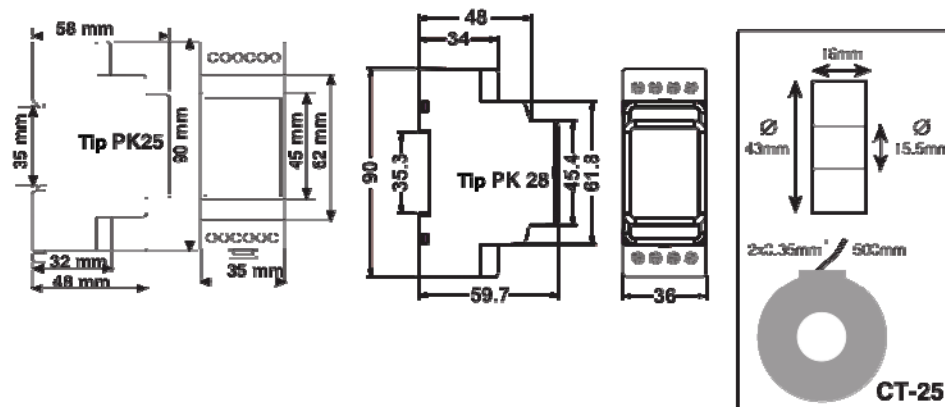 58 mm
35 mm
Tip PK25
90 mm
45 mm
62 mm
32 mm
48 mm
35 mm
48
34
90
35.3
Tip PK 28
45.4
61.8
59.7
36
16mm
Ø
43mm
Ø
15.5mm
2x0.35mm²
500mm
CT-25